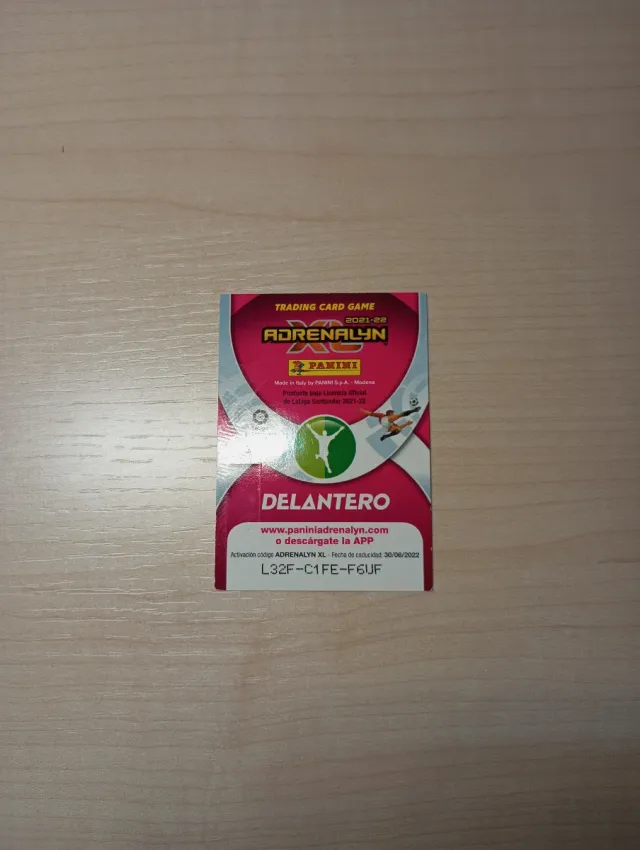 TRADING CARD GAME
2021-22
ADRENALYN
XL
PANINI
Made in Italy by PANINI S.p.A. - Modena
Producto bajo Licencia Oficial
de LaLiga Santander 2021-22
DELANTERO
www.paniniadrenalyn.com
o descárgate la APP
Activación código ADRENALYN XL - Fecha de caducidad: 30/06/2022
L32F-C1FE-F6UF